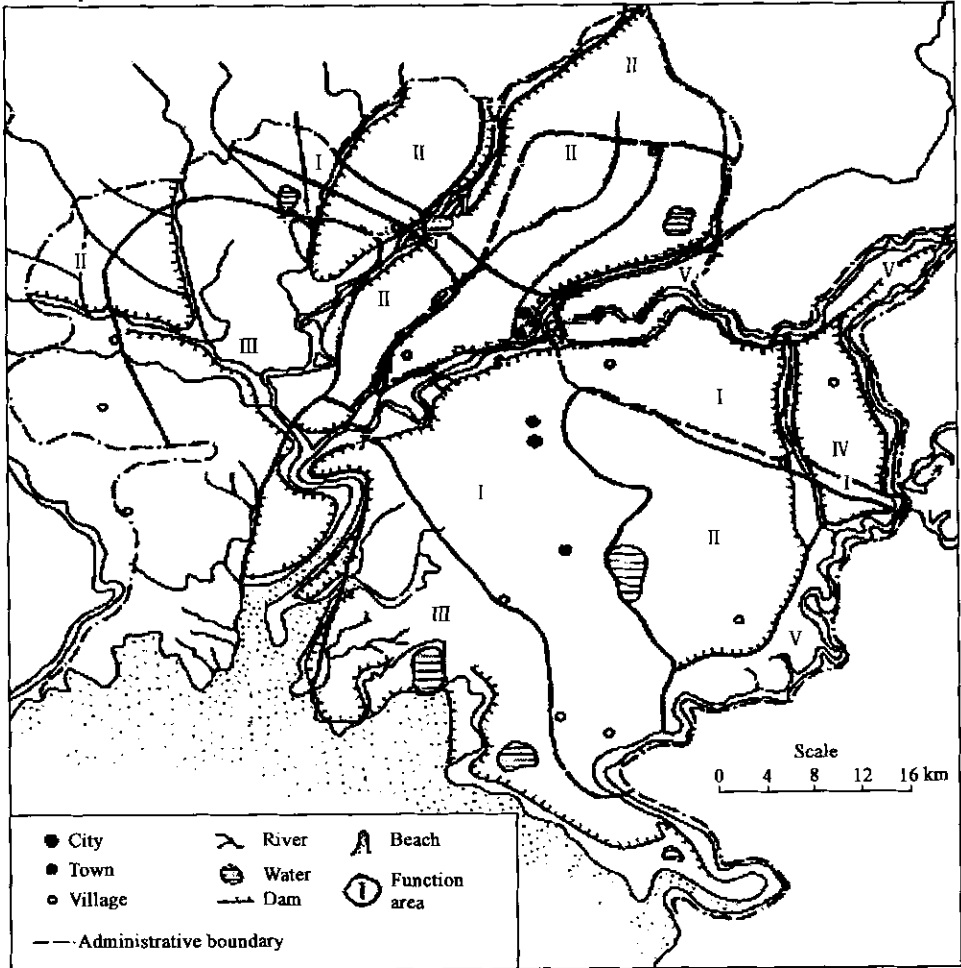 II
II
I
II
II
V
V
II
III
I
IV
I
I
II
III
V
Scale
0 4 8 12 16 km
City
Town
Village
River
Water
Dam
Beach
I
Function
area
Administrative boundary